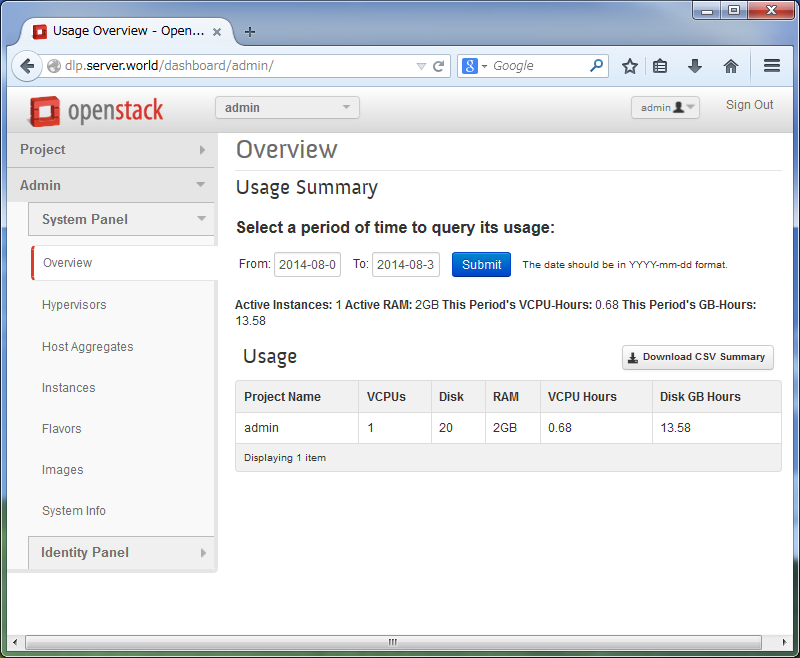 Usage Overview - Open...
dlp.server.world/dashboard/admin/
Google
openstack
admin
admin
Sign Out
Project
Admin
System Panel
Overview
Hypervisors
Host Aggregates
Instances
Flavors
Images
System Info
Identity Panel
Overview
Usage Summary
Select a period of time to query its usage:
From: 2014-08-0 To: 2014-08-3 Submit The date should be in YYYY-mm-dd format.
Active Instances: 1 Active RAM: 2GB This Period's VCPU-Hours: 0.68 This Period's GB-Hours:
13.58
Usage
Download CSV Summary
Project Name VCPUs Disk RAM VCPU Hours Disk GB Hours
admin 1 20 2GB 0.68 13.58
Displaying 1 item